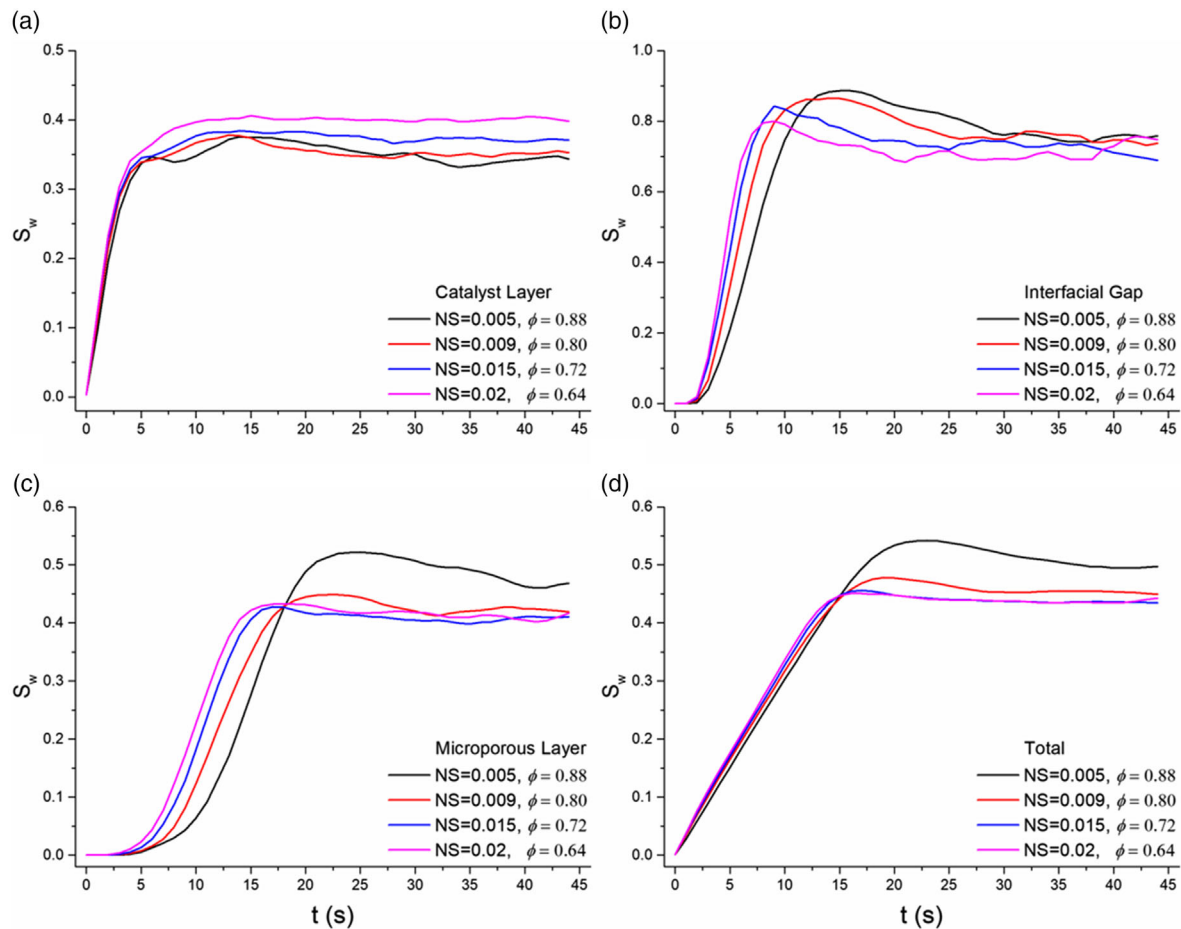 (a)
0.5
0.4
0.3
0.2
0.1
0.0
S_w
Catalyst Layer
NS=0.005, ϕ = 0.88
NS=0.009, ϕ = 0.80
NS=0.015, ϕ = 0.72
NS=0.02, ϕ = 0.64
0 5 10 15 20 25 30 35 40 45
(b)
1.0
0.8
0.6
0.4
0.2
0.0
S_w
Interfacial Gap
NS=0.005, ϕ = 0.88
NS=0.009, ϕ = 0.80
NS=0.015, ϕ = 0.72
NS=0.02, ϕ = 0.64
0 5 10 15 20 25 30 35 40 45
(c)
0.6
0.5
0.4
0.3
0.2
0.1
0.0
S_w
Microporous Layer
NS=0.005, ϕ = 0.88
NS=0.009, ϕ = 0.80
NS=0.015, ϕ = 0.72
NS=0.02, ϕ = 0.64
0 5 10 15 20 25 30 35 40 45
t (s)
(d)
0.6
0.5
0.4
0.3
0.2
0.1
0.0
S_w
Total
NS=0.005, ϕ = 0.88
NS=0.009, ϕ = 0.80
NS=0.015, ϕ = 0.72
NS=0.02, ϕ = 0.64
0 5 10 15 20 25 30 35 40 45
t (s)